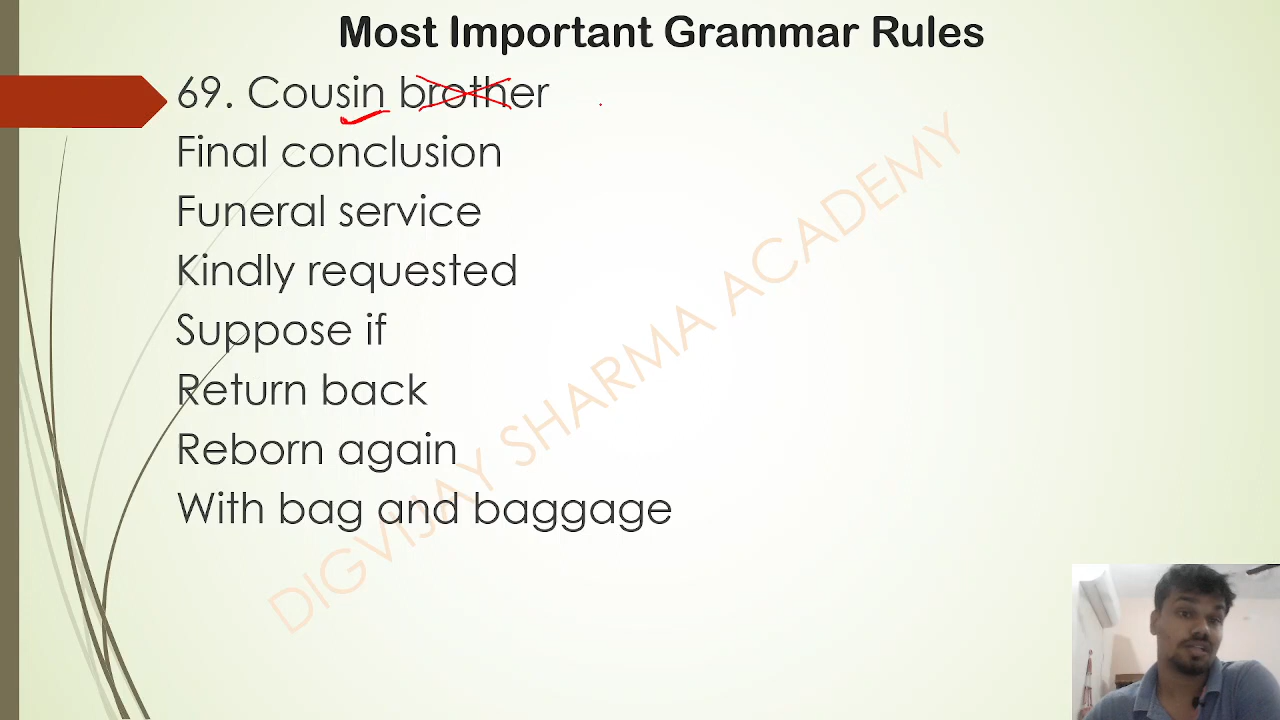 Most Important Grammar Rules
69. Cousin brother
Final conclusion
Funeral service
Kindly requested
Suppose if
Return back
Reborn again
With bag and baggage
DIGVIJAY SHARMA ACADEMY